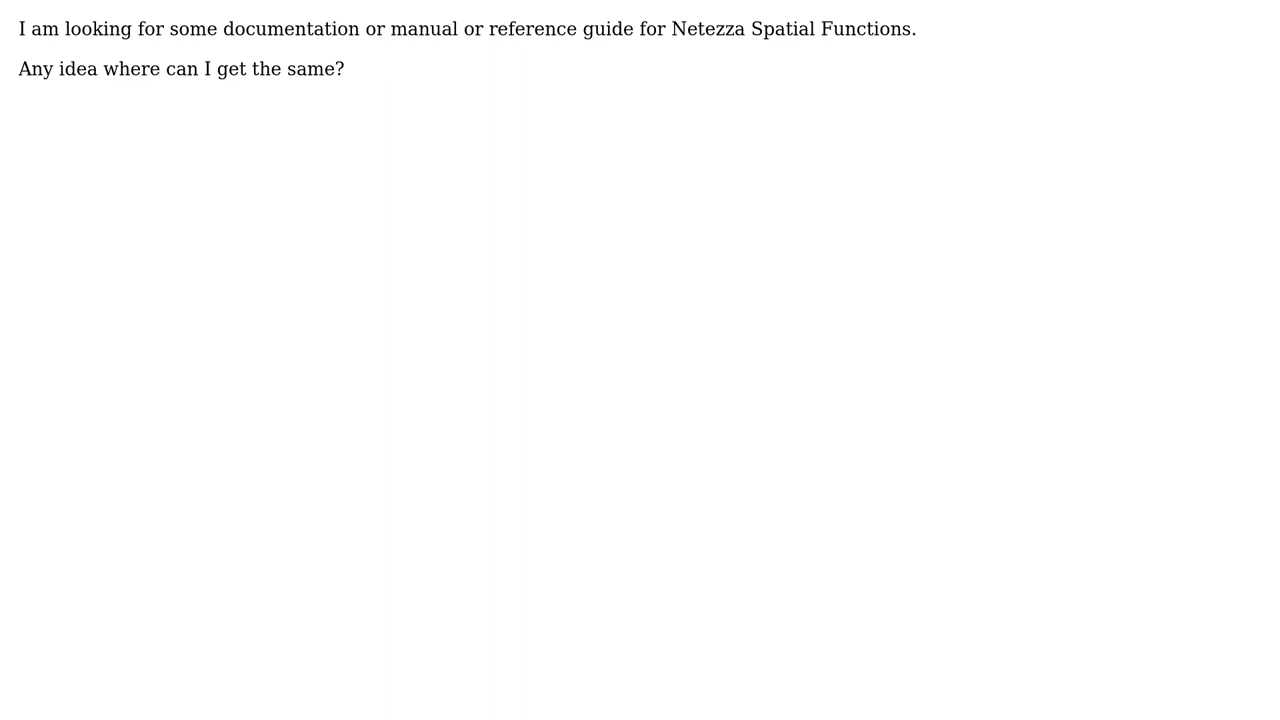 I am looking for some documentation or manual or reference guide for Netezza Spatial Functions.
Any idea where can I get the same?